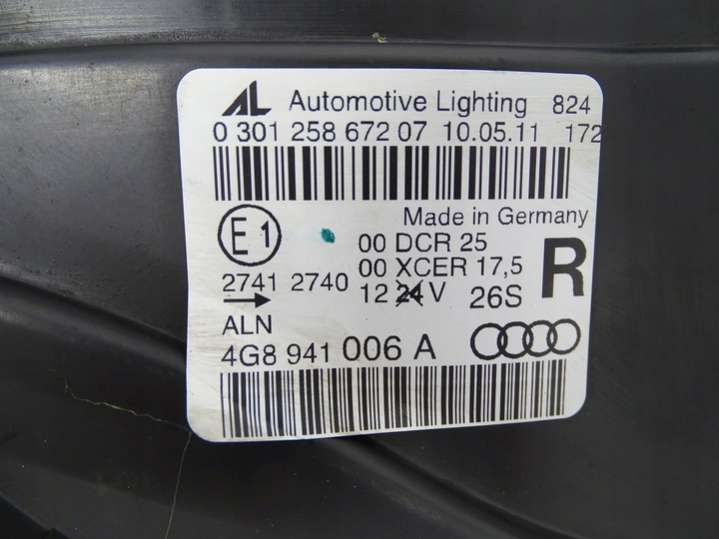 AL Automotive Lighting 824
0 301 258 672 07 10.05.11 172
Made in Germany
E1 00 DCR 25
2741 2740 00 XCER 17,5 R
12 24 V 26S
ALN
4G8 941 006 A